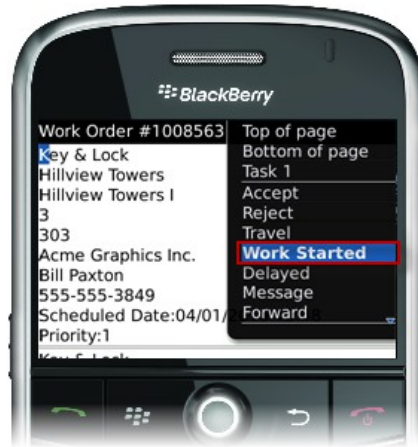 BlackBerry
Work Order #1008563
Key & Lock
Hillview Towers
Hillview Towers I
3
303
Acme Graphics Inc.
Bill Paxton
555-555-3849
Scheduled Date:04/01/
Priority:1
Key & Lock
Top of page
Bottom of page
Task 1
Accept
Reject
Travel
Work Started
Delayed
Message
Forward